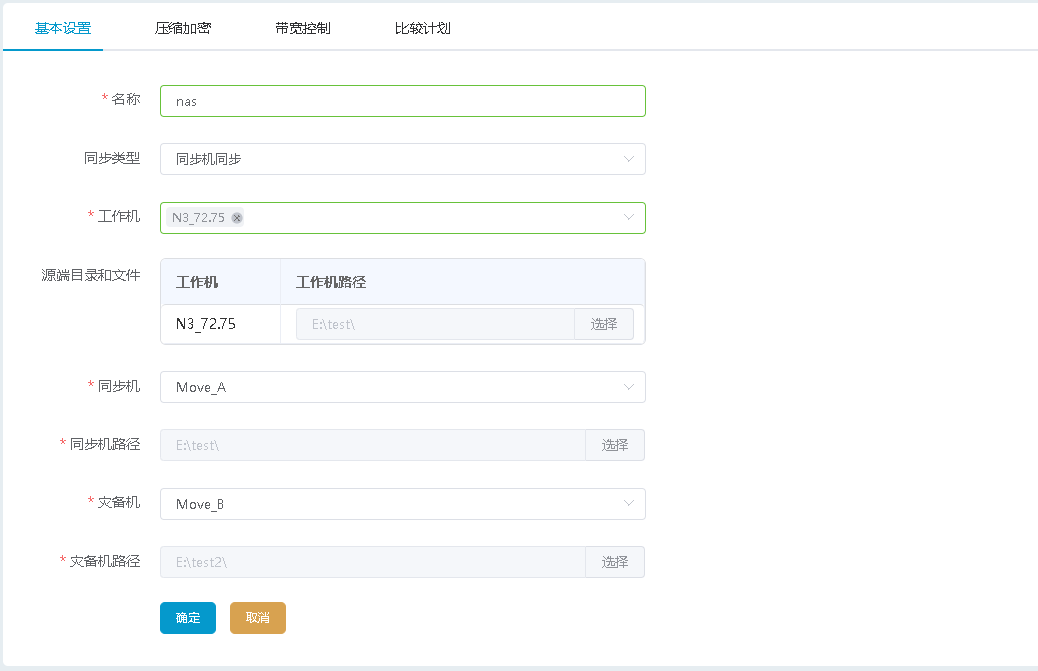 基本设置 压缩加密 带宽控制 比较计划
* 名称 nas
同步类型 同步机同步
* 工作机 N3_72.75
源端目录和文件 工作机 工作机路径
N3_72.75 E:\test\ 选择
* 同步机 Move_A
* 同步机路径 E:\test\ 选择
* 灾备机 Move_B
* 灾备机路径 E:\test2\ 选择
确定 取消